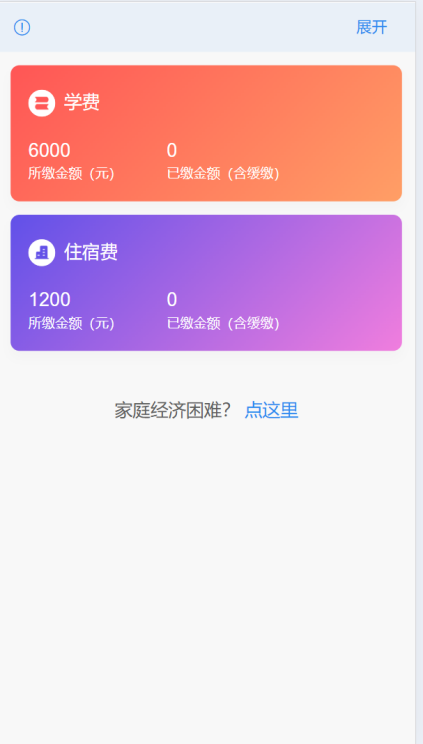 展开
学费
6000 0
所缴金额（元） 已缴金额（含缓缴）
住宿费
1200 0
所缴金额（元） 已缴金额（含缓缴）
家庭经济困难？ 点这里